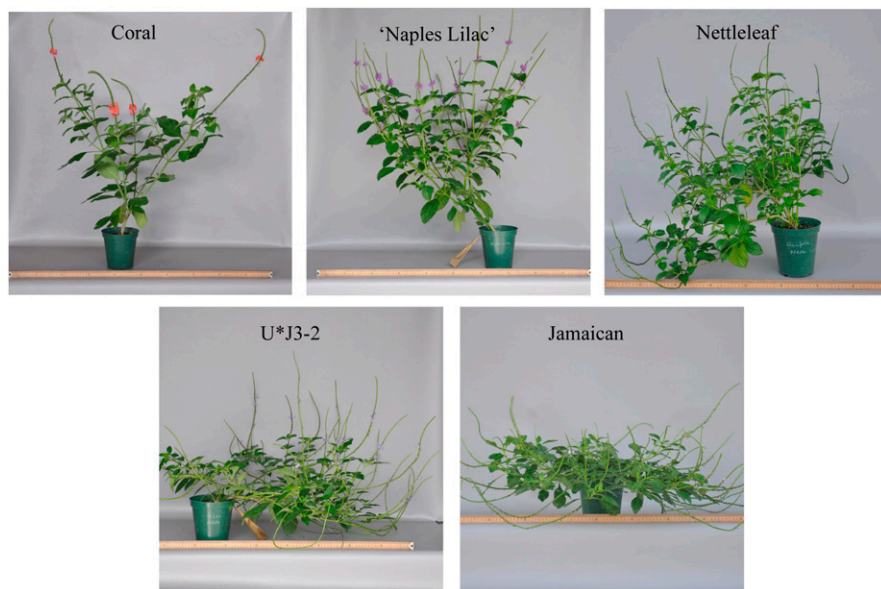 Coral
‘Naples Lilac’
Nettleleaf
U*J3-2
Jamaican